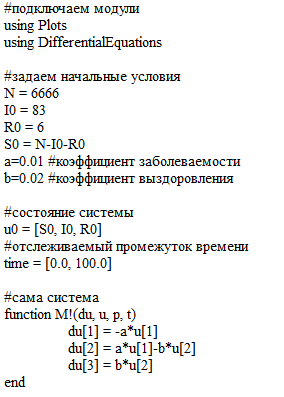 #подключаем модули
using Plots
using DifferentialEquations

#задаем начальные условия
N = 6666
I0 = 83
R0 = 6
S0 = N-I0-R0
a=0.01 #коэффициент заболеваемости
b=0.02 #коэффициент выздоровления

#состояние системы
u0 = [S0, I0, R0]
#отслеживаемый промежуток времени
time = [0.0, 100.0]

#сама система
function M!(du, u, p, t)
du[1] = -a*u[1]
du[2] = a*u[1]-b*u[2]
du[3] = b*u[2]
end